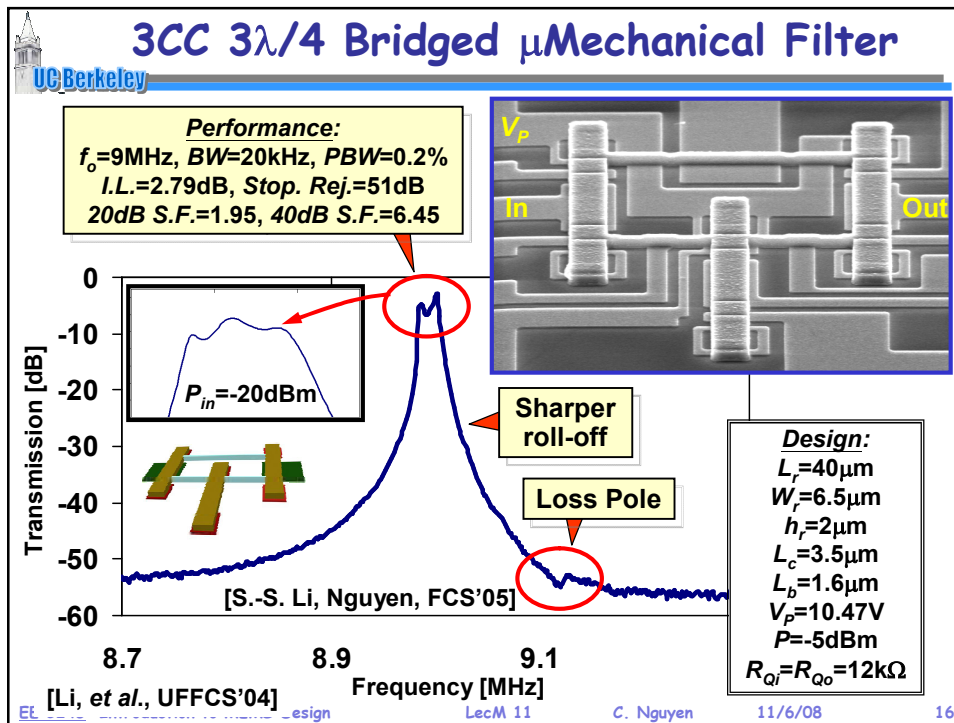 3CC 3λ/4 Bridged μMechanical Filter
UC Berkeley
Performance:
fo=9MHz, BW=20kHz, PBW=0.2%
I.L.=2.79dB, Stop. Rej.=51dB
20dB S.F.=1.95, 40dB S.F.=6.45
VP
In
Out
0
-10
-20
-30
-40
-50
-60
Transmission [dB]
Pin=-20dBm
Sharper
roll-off
Loss Pole
[S.-S. Li, Nguyen, FCS'05]
Design:
Lr=40μm
Wr=6.5μm
hr=2μm
Lc=3.5μm
Lb=1.6μm
VP=10.47V
P=-5dBm
RQi=RQo=12kΩ
8.7
8.9
9.1
Frequency [MHz]
[Li, et al., UFFCS'04]
LecM 11
C. Nguyen
11/6/08
16